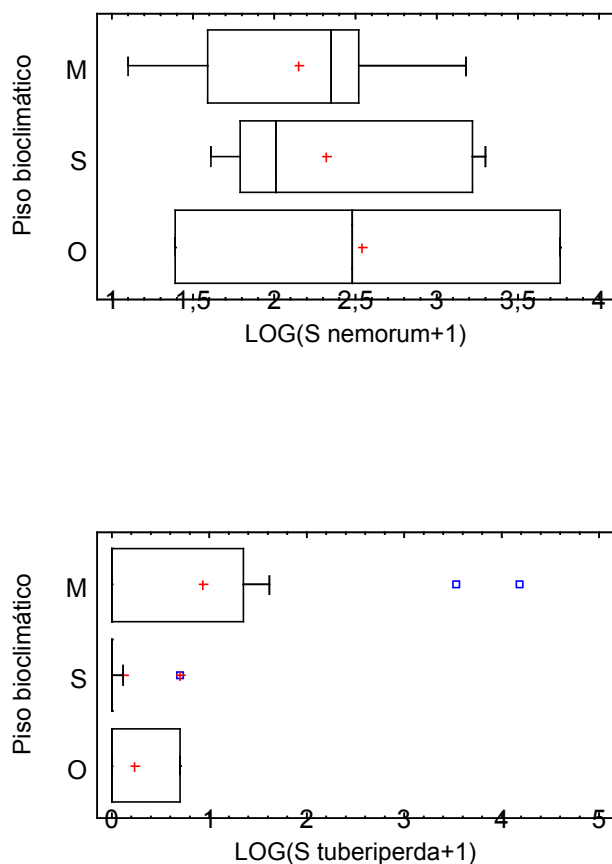 Piso bioclimático
M
S
O
1 1,5 2 2,5 3 3,5 4
LOG(S nemorum+1)
Piso bioclimático
M
S
O
0 1 2 3 4 5
LOG(S tuberiperda+1)